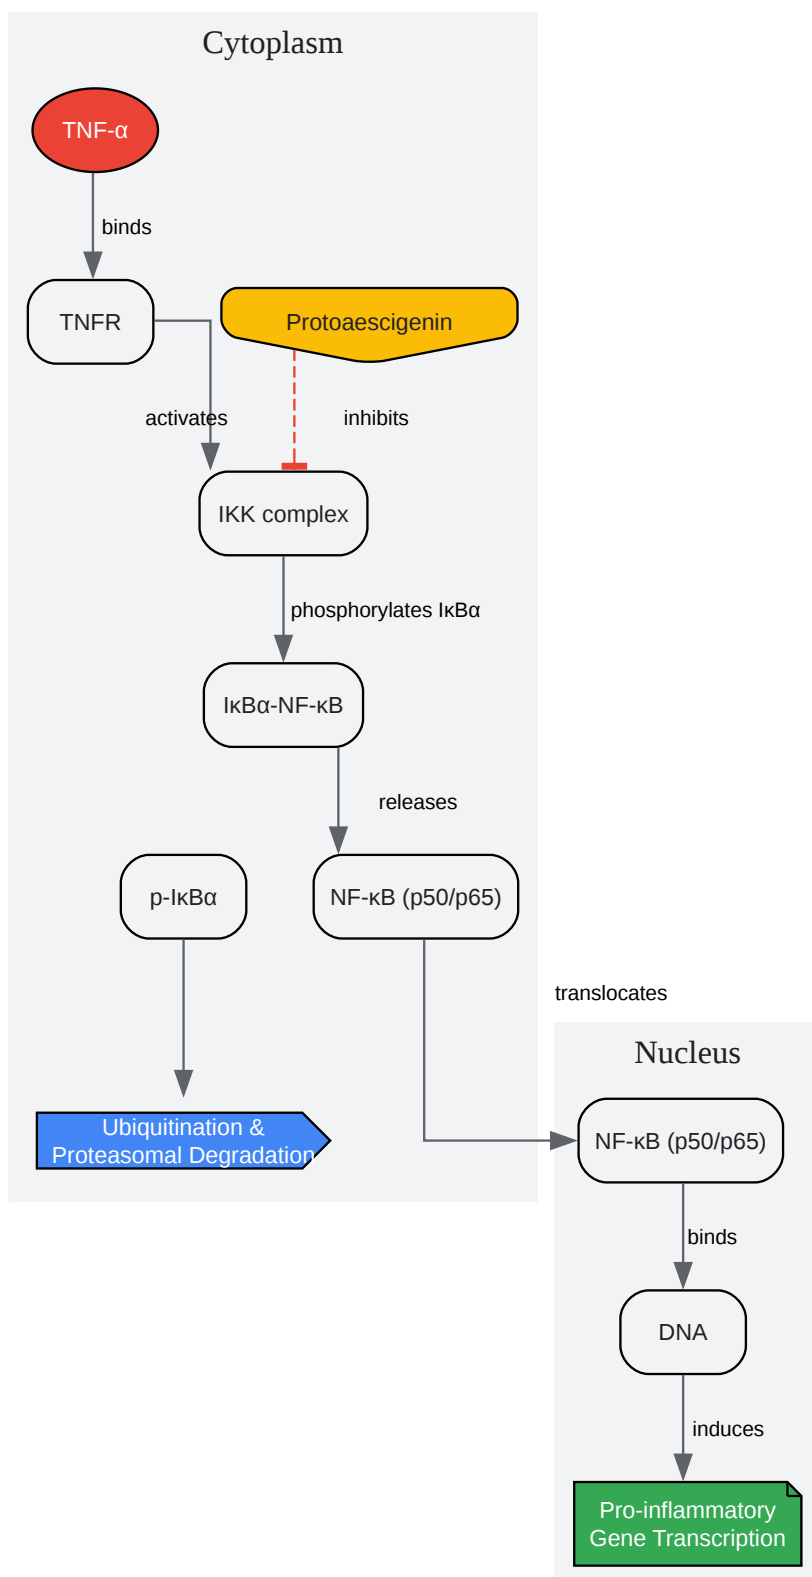 Cytoplasm
TNF-α
binds
TNFR
Protoaescigenin
activates
inhibits
IKK complex
phosphorylates IκBα
IκBα-NF-κB
releases
p-IκBα
NF-κB (p50/p65)
translocates
Ubiquitination &
Proteasomal Degradation
Nucleus
NF-κB (p50/p65)
binds
DNA
induces
Pro-inflammatory
Gene Transcription